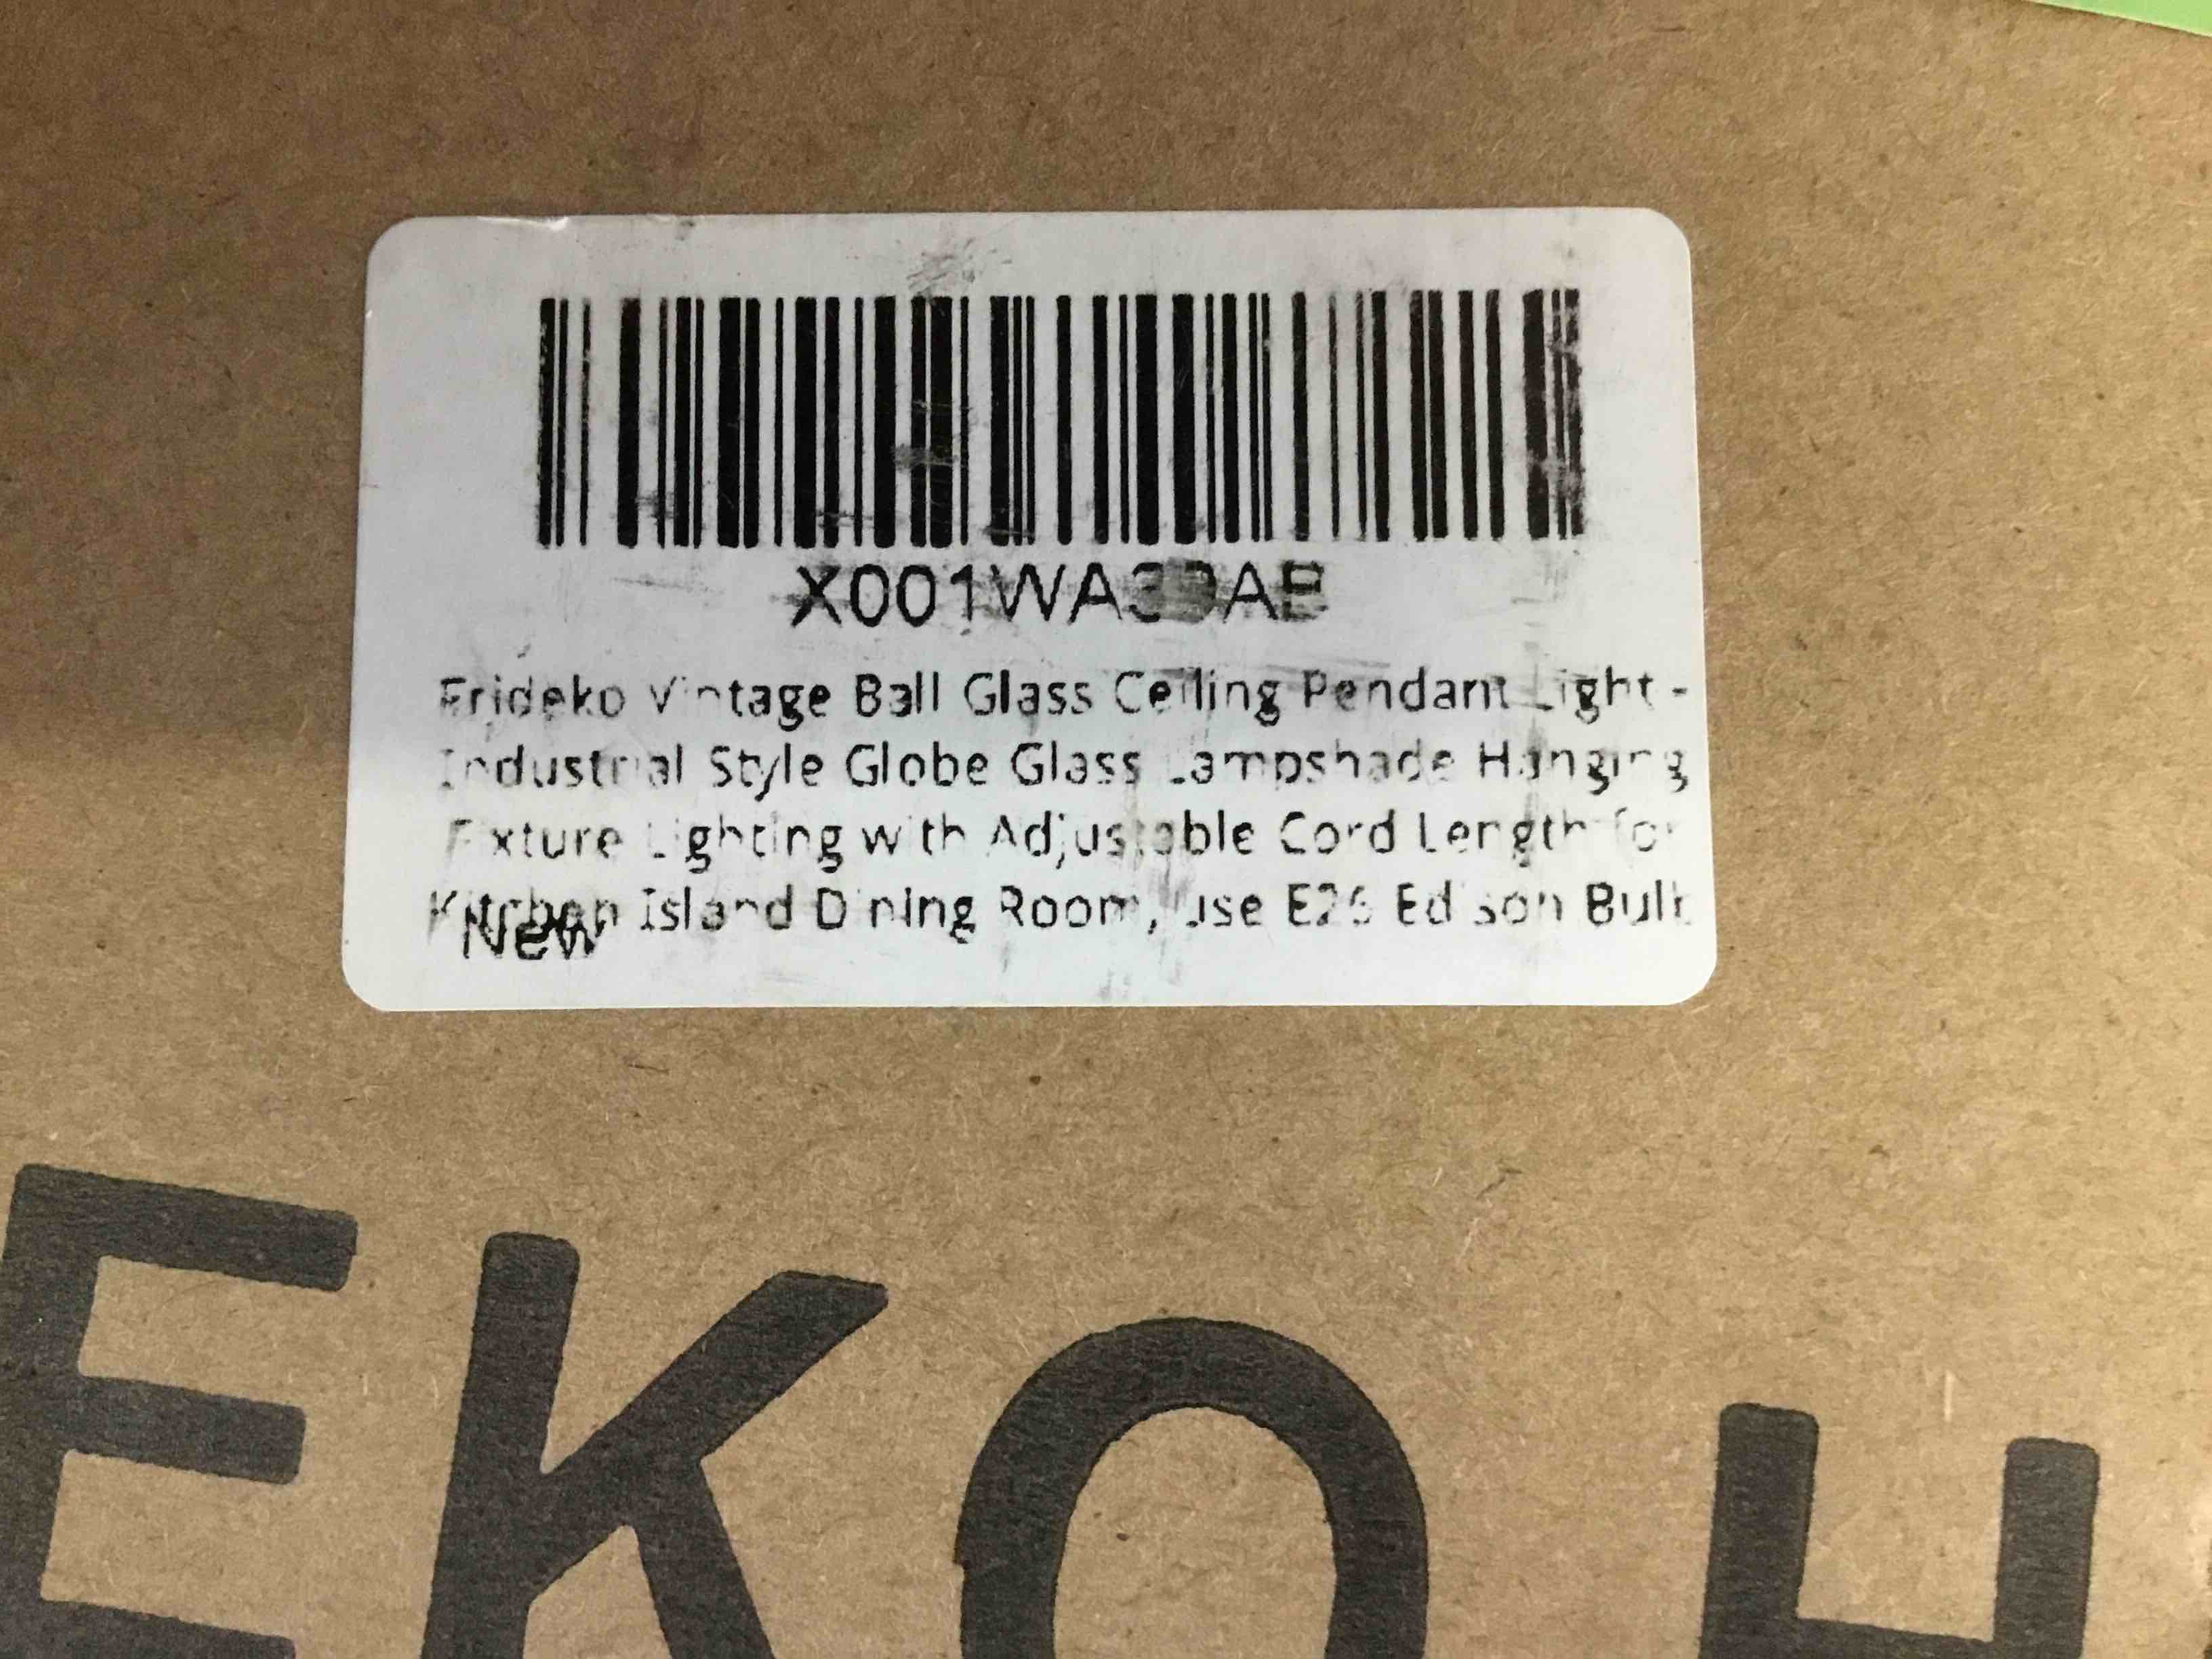 Frideko Vintage Ball Glass Ceiling Pendant Light -
Industrial Style Globe Glass Lampshade Hanging
Fixture Lighting with Adjustable Cord Length for
Kitchen Island Dining Room, use E26 Edison Bulb
New
EKO H